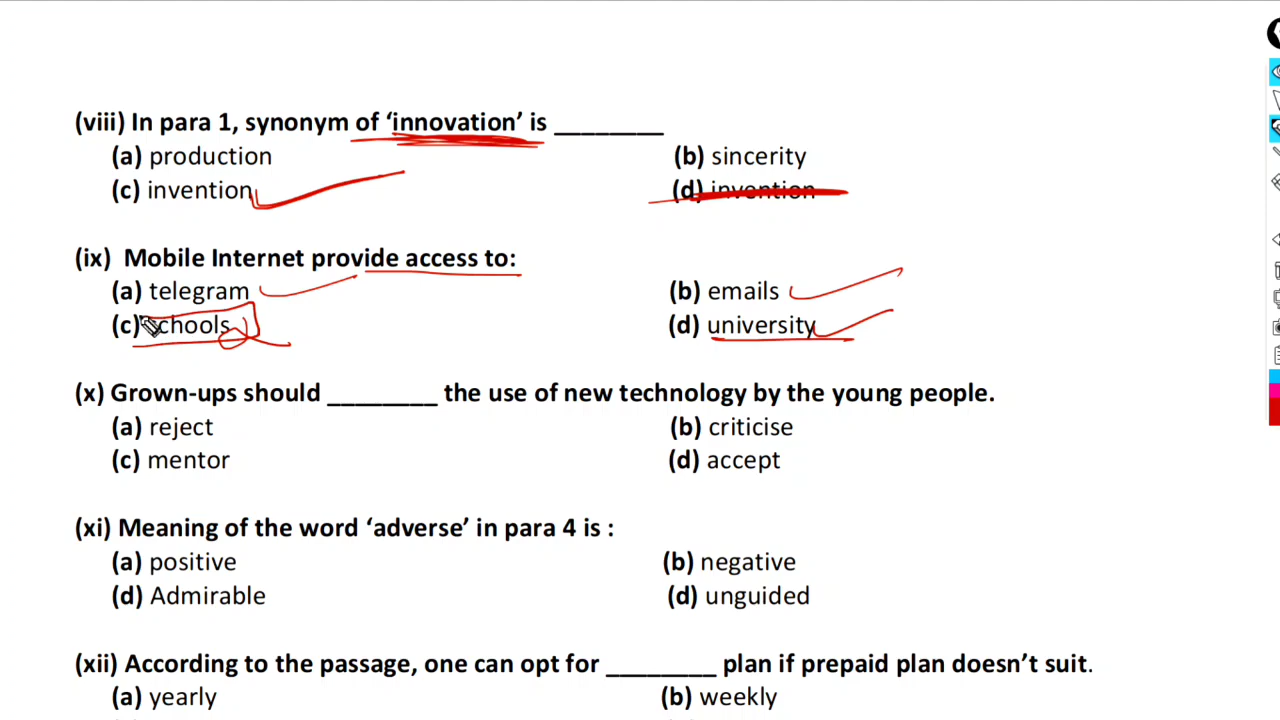 (viii) In para 1, synonym of ‘innovation’ is ________
(a) production (b) sincerity
(c) invention (d) invention
(ix) Mobile Internet provide access to:
(a) telegram (b) emails
(c) schools (d) university
(x) Grown-ups should ________ the use of new technology by the young people.
(a) reject (b) criticise
(c) mentor (d) accept
(xi) Meaning of the word ‘adverse’ in para 4 is :
(a) positive (b) negative
(d) Admirable (d) unguided
(xii) According to the passage, one can opt for ________ plan if prepaid plan doesn’t suit.
(a) yearly (b) weekly